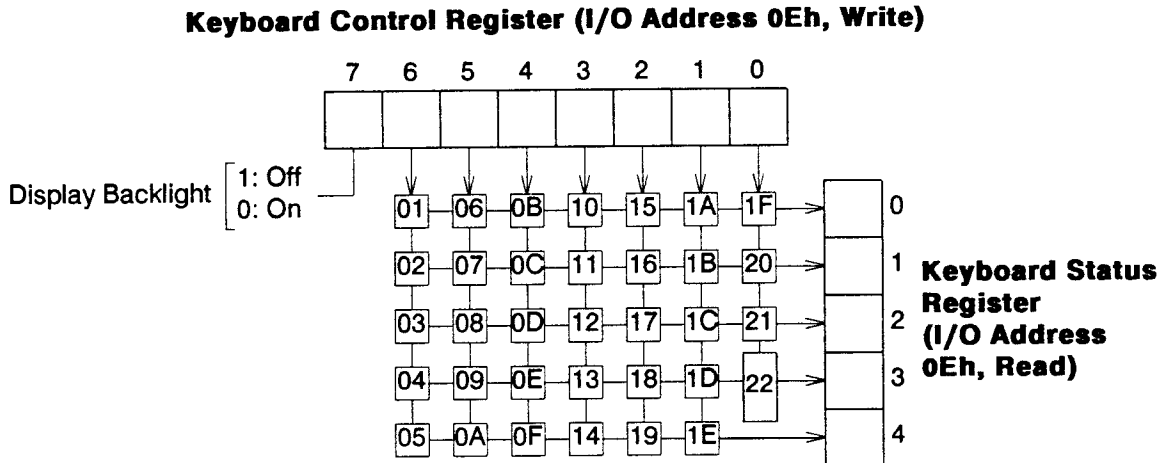 Keyboard Control Register (I/O Address 0Eh, Write)
7 6 5 4 3 2 1 0
Display Backlight
1: Off
0: On
01 06 0B 10 15 1A 1F 0
02 07 0C 11 16 1B 20 1
03 08 0D 12 17 1C 21 2
04 09 0E 13 18 1D 22 3
05 0A 0F 14 19 1E 4
Keyboard Status
Register
(I/O Address
0Eh, Read)